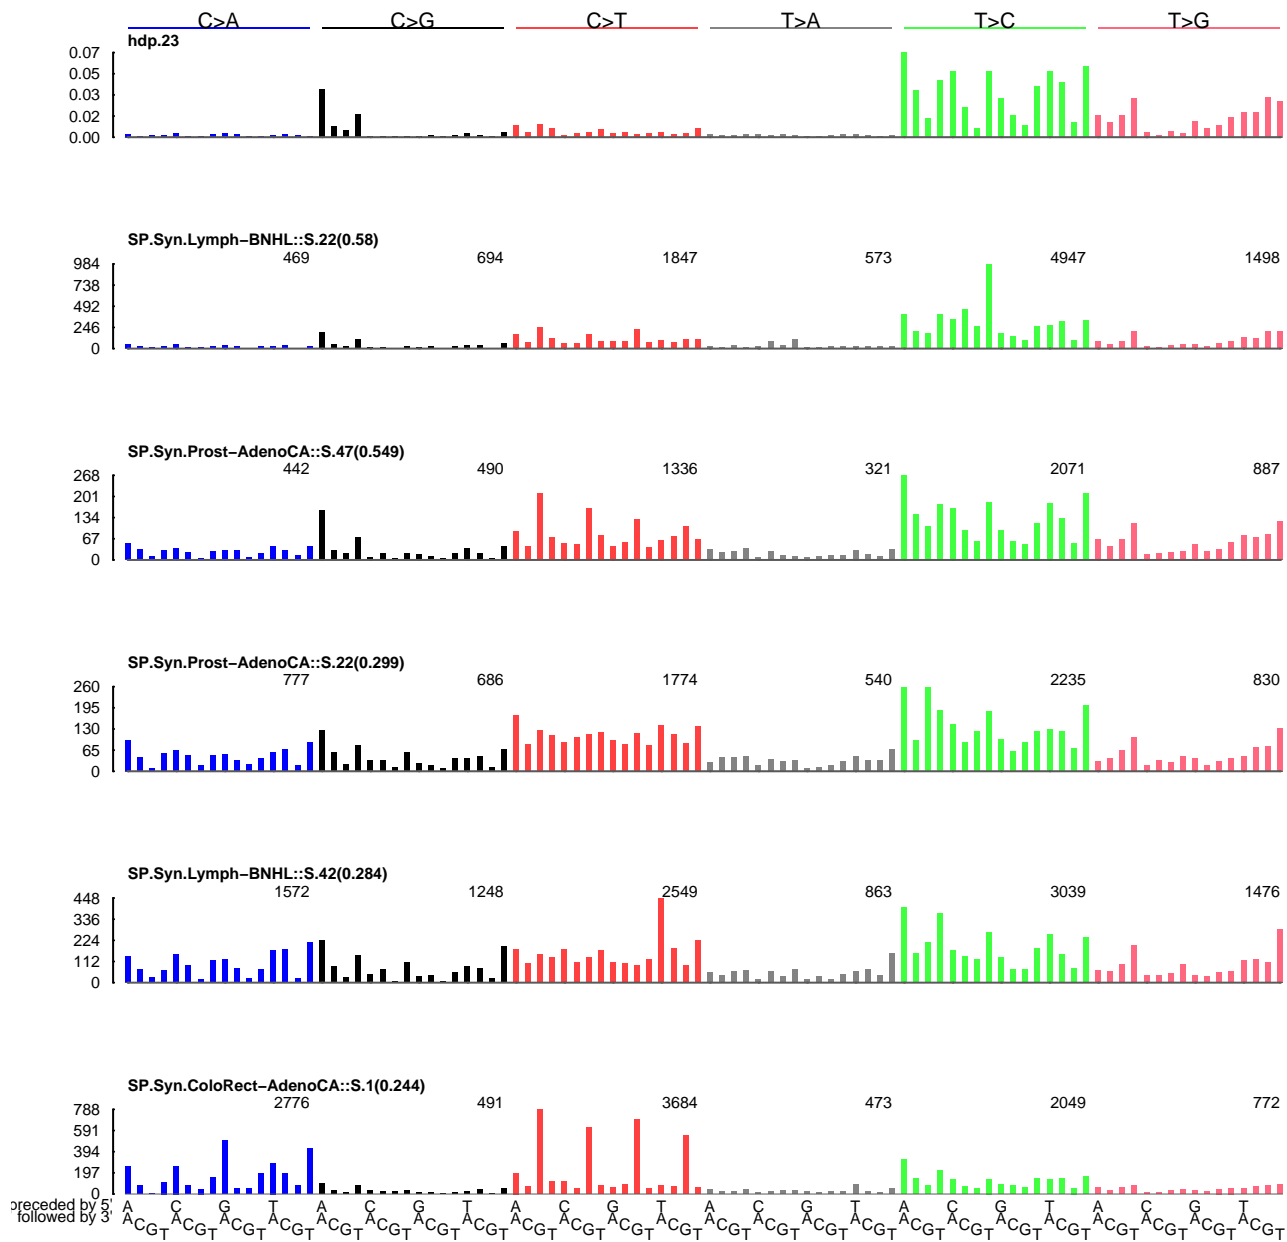 C>A C>G C>T T>A T>C T>G
hdp.23
0.07
0.05
0.03
0.02
0.00
SP.Syn.Lymph−BNHL::S.22(0.58)
469 694 1847 573 4947 1498
984
738
492
246
0
SP.Syn.Prost−AdenoCA::S.47(0.549)
442 490 1336 321 2071 887
268
201
134
67
0
SP.Syn.Prost−AdenoCA::S.22(0.299)
777 686 1774 540 2235 830
260
195
130
65
0
SP.Syn.Lymph−BNHL::S.42(0.284)
1572 1248 2549 863 3039 1476
448
336
224
112
0
SP.Syn.ColoRect−AdenoCA::S.1(0.244)
2776 491 3684 473 2049 772
788
591
394
197
0
preceded by 5' A C G T A C G T A C G T A C G T A C G T A C G T
followed by 3' A C G T A C G T A C G T A C G T A C G T A C G T A C G T A C G T A C G T A C G T A C G T A C G T A C G T A C G T A C G T A C G T A C G T A C G T A C G T A C G T A C G T A C G T A C G T A C G T